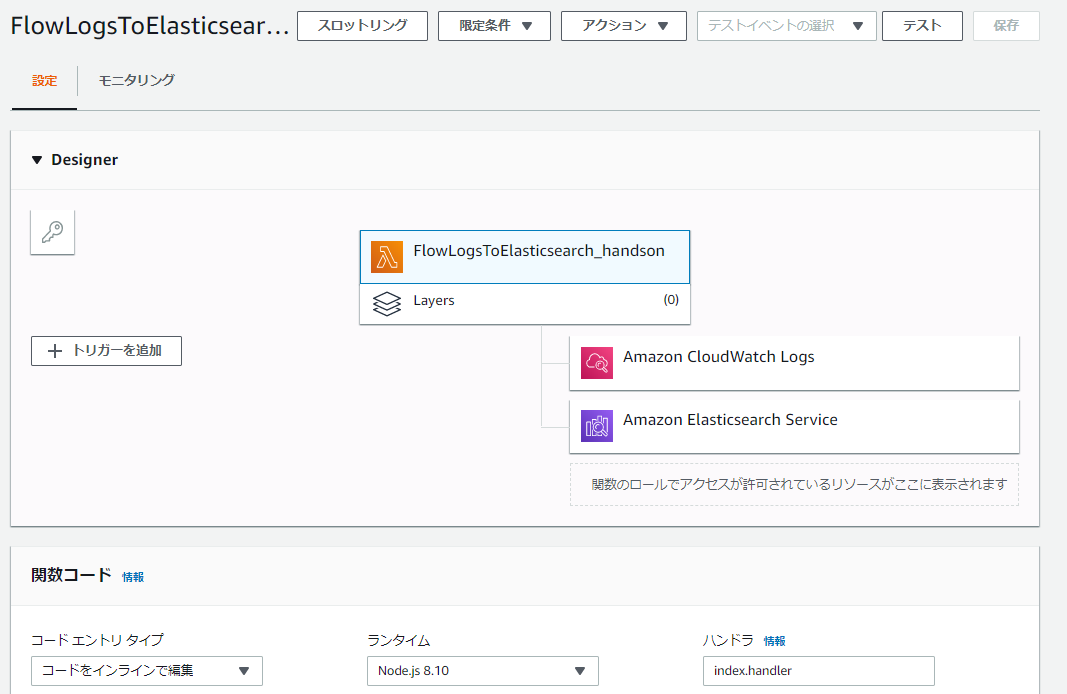 FlowLogsToElasticsear... スロットリング 限定条件 アクション テストイベントの選択 テスト 保存
設定 モニタリング
Designer
FlowLogsToElasticsearch_handson
Layers (0)
トリガーを追加
Amazon CloudWatch Logs
Amazon Elasticsearch Service
関数のロールでアクセスが許可されているリソースがここに表示されます
関数コード 情報
コード エントリ タイプ ランタイム ハンドラ 情報
コードをインラインで編集 Node.js 8.10 index.handler